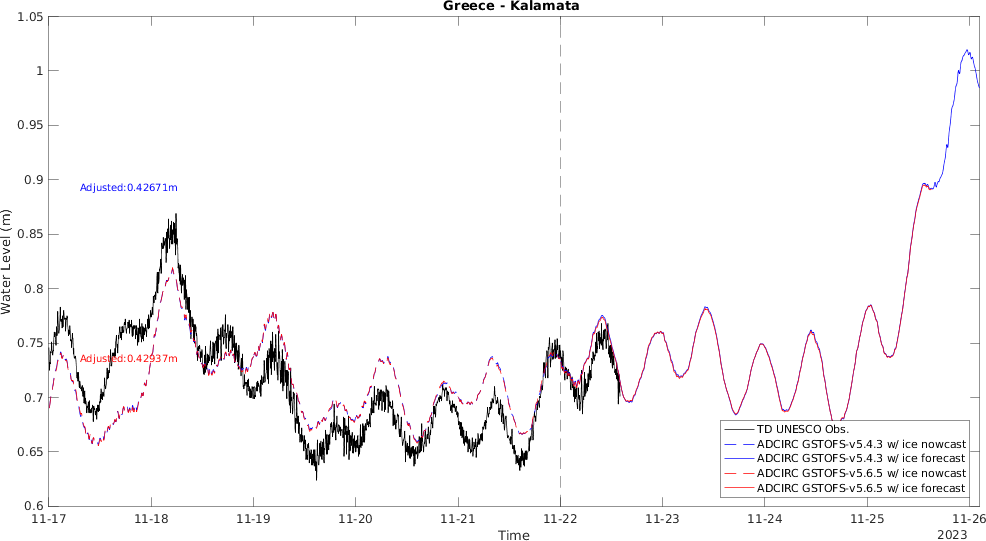 Greece - Kalamata
1.05
1
0.95
0.9
0.85
0.8
0.75
0.7
0.65
0.6
Water Level (m)
Adjusted:0.42671m
Adjusted:0.42937m
TD UNESCO Obs.
ADCIRC GSTOFS-v5.4.3 w/ ice nowcast
ADCIRC GSTOFS-v5.4.3 w/ ice forecast
ADCIRC GSTOFS-v5.6.5 w/ ice nowcast
ADCIRC GSTOFS-v5.6.5 w/ ice forecast
11-17 11-18 11-19 11-20 11-21 11-22 11-23 11-24 11-25 11-26
Time
2023